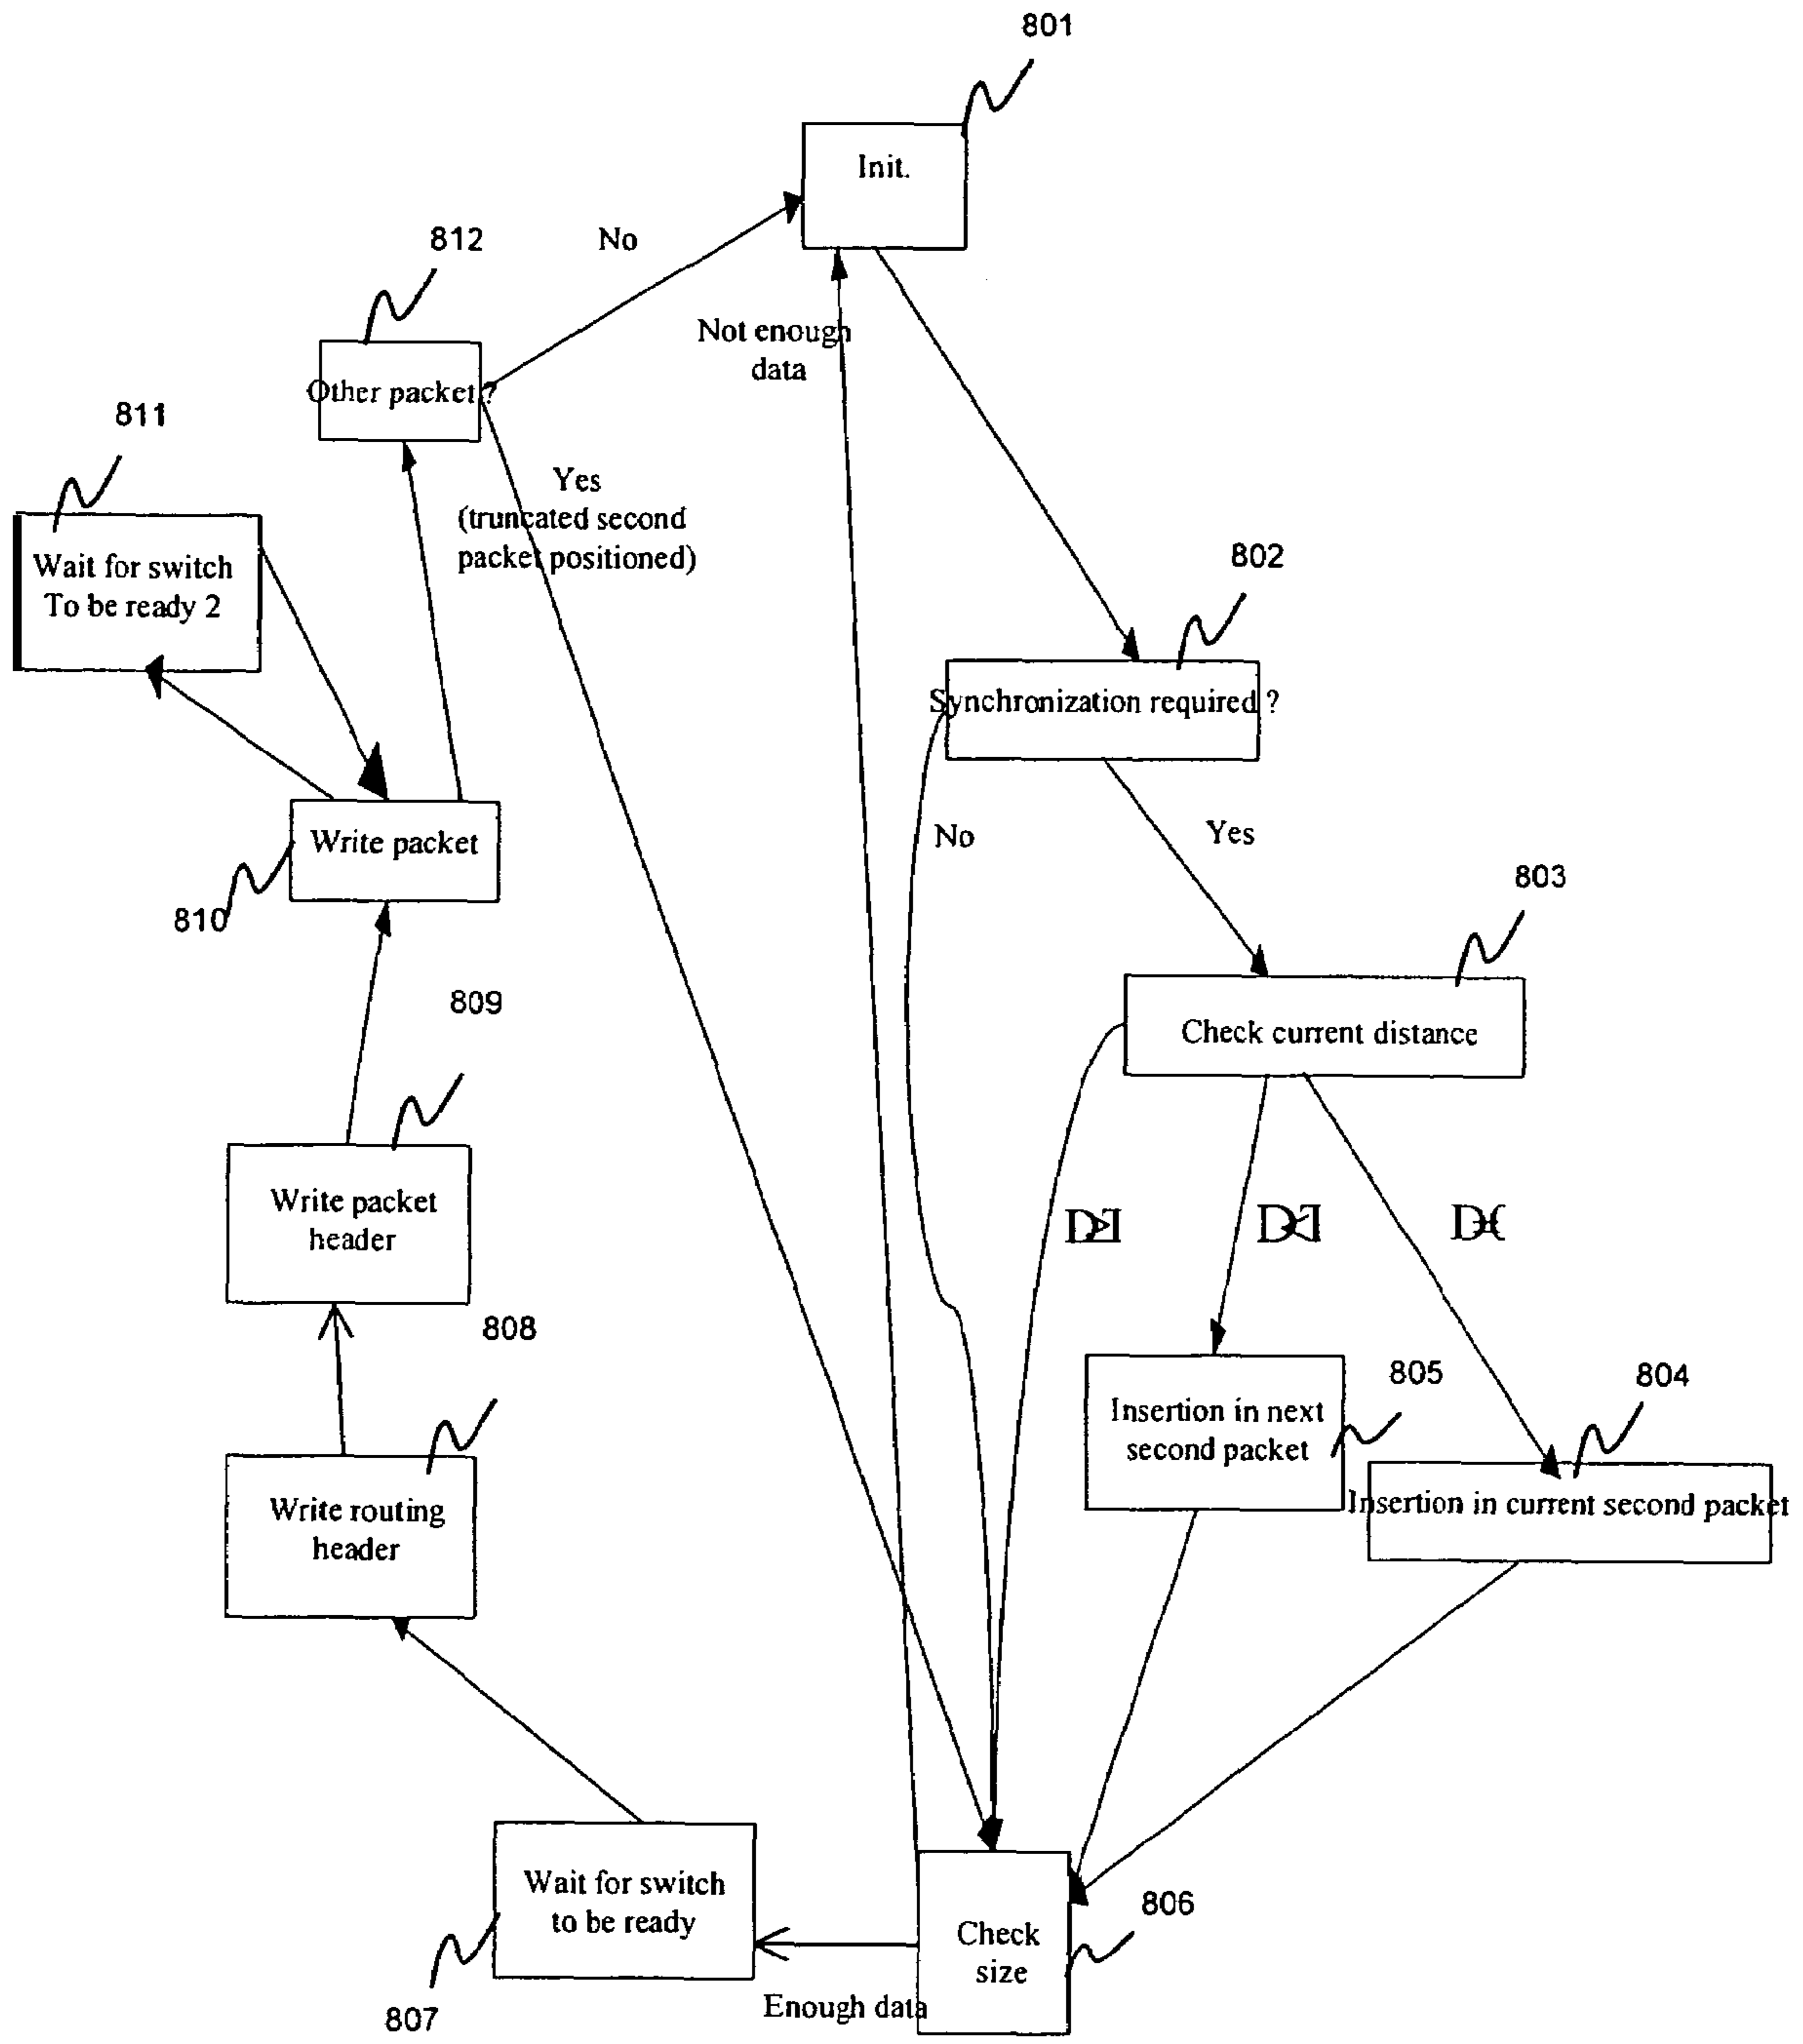 801
Init.
812
No
Not enough
data
Other packet ?
811
Yes
(truncated second
packet positioned)
Wait for switch
To be ready 2
802
Synchronization required ?
No
Yes
Write packet
810
803
Check current distance
809
Write packet
header
808
805
804
Insertion in next
second packet
Insertion in current second packet
Write routing
header
Wait for switch
to be ready
806
Check
size
Enough data
807